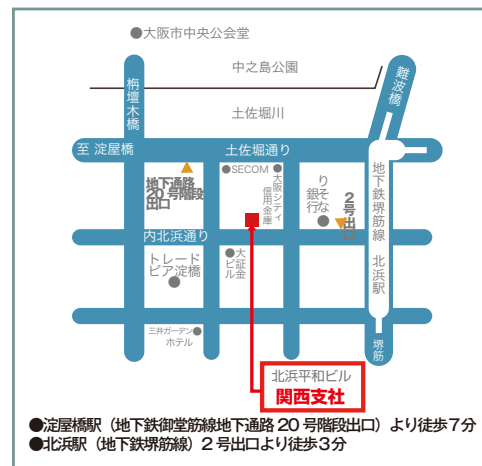 ●大阪市中央公会堂
中之島公園
栴檀木橋
難波橋
土佐堀川
至 淀屋橋
土佐堀通り
地下通路
20 号階段
出口
●SECOM
大阪シティ
信用金庫
りそな
銀行
2号出口
地下鉄堺筋線 北浜駅
内北浜通り
トレード
ピア淀橋
大証金
ビル
三井ガーデン
ホテル
堺筋
北浜平和ビル
関西支社
●淀屋橋駅（地下鉄御堂筋線地下通路 20 号階段出口）より徒歩7分
●北浜駅（地下鉄堺筋線）2 号出口より徒歩3分